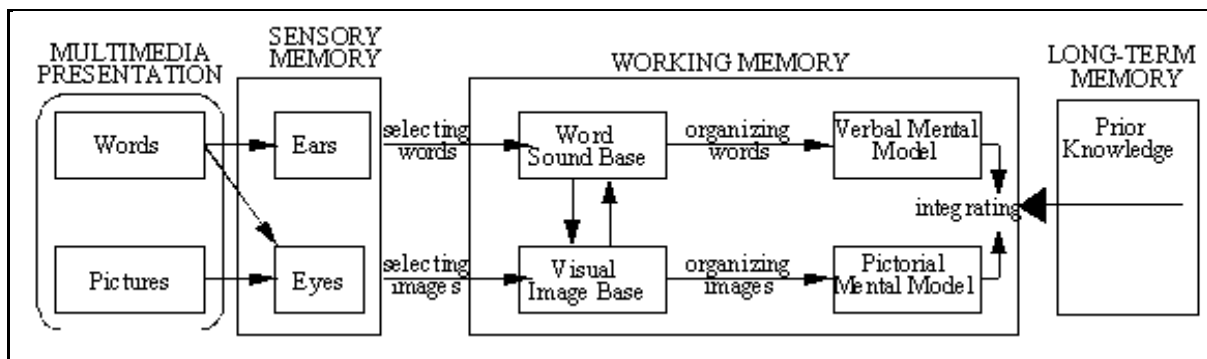 MULTIMEDIA
PRESENTATION
SENSORY
MEMORY
WORKING MEMORY
LONG-TERM
MEMORY
Words
Ears
selecting
words
Word
Sound Base
organizing
words
Verbal Mental
Model
Prior
Knowledge
integrating
Pictures
Eyes
selecting
images
Visual
Image Base
organizing
images
Pictorial
Mental Model